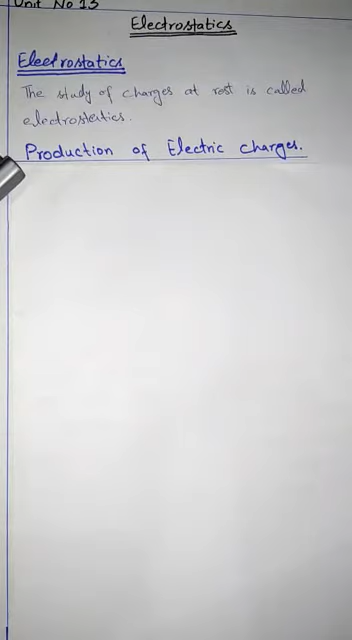 Unit No 13
Electrostatics
Electrostatics
The study of charges at rest is called
electrostatics.
Production of Electric charges.